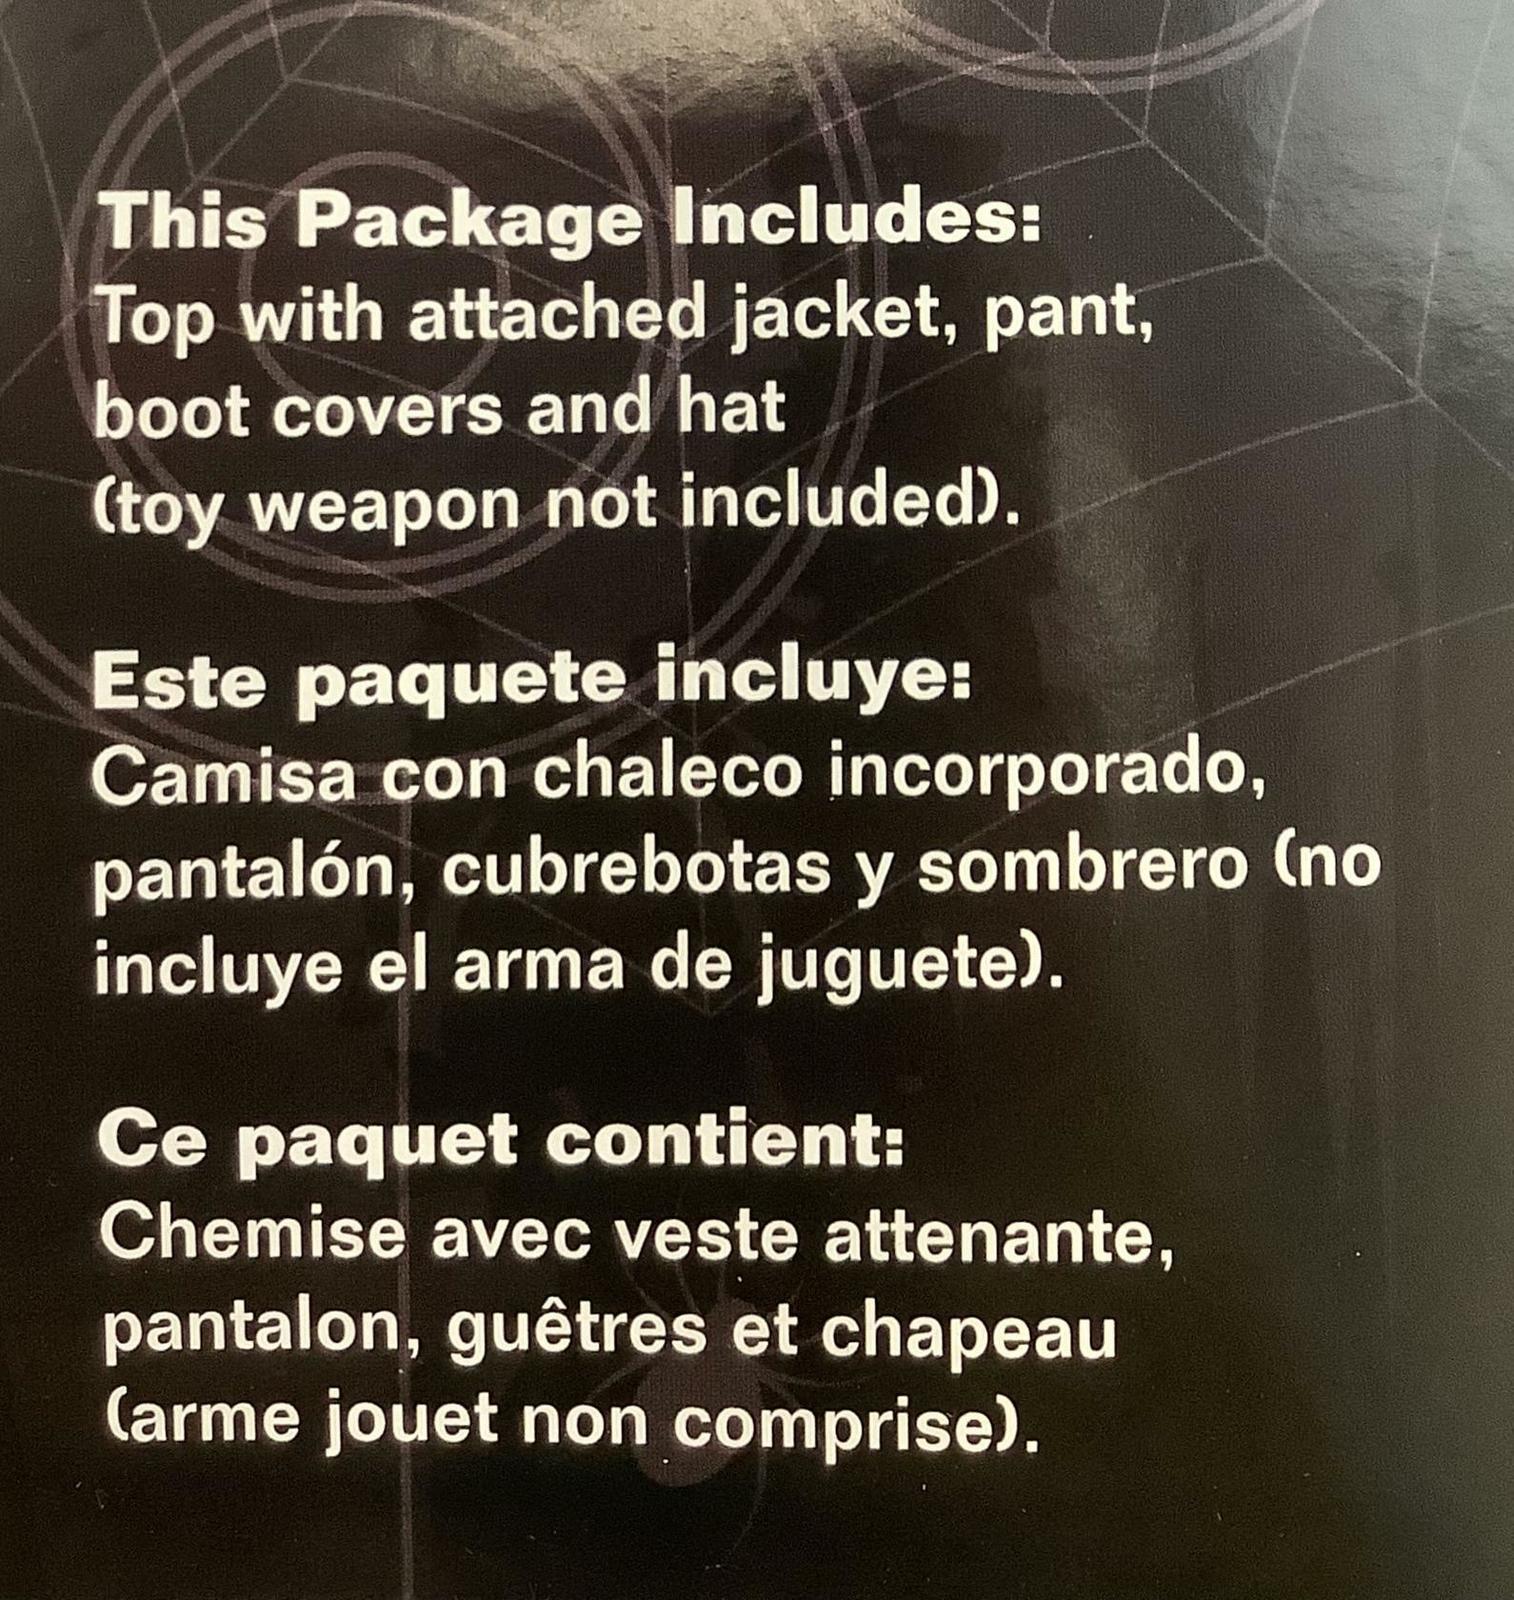 This Package Includes:
Top with attached jacket, pant,
boot covers and hat
(toy weapon not included).
Este paquete incluye:
Camisa con chaleco incorporado,
pantalón, cubrebotas y sombrero (no
incluye el arma de juguete).
Ce paquet contient:
Chemise avec veste attenante,
pantalon, guêtres et chapeau
(arme jouet non comprise).